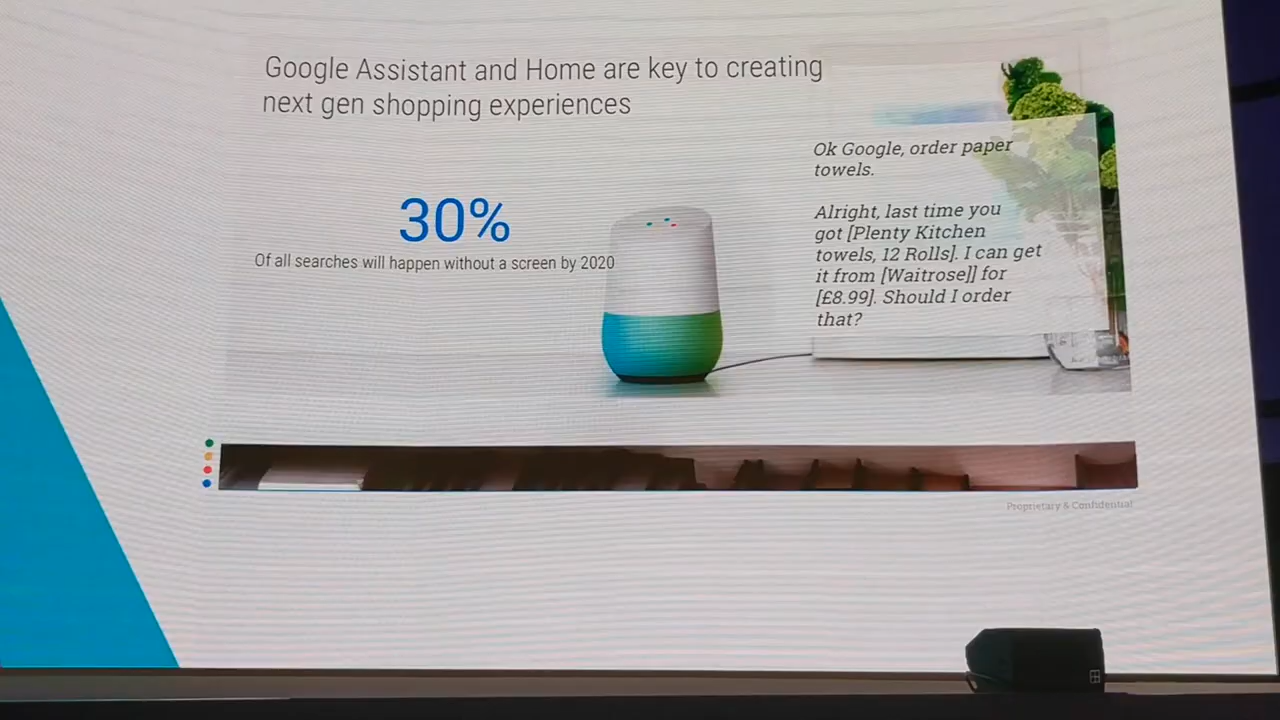 Google Assistant and Home are key to creating
next gen shopping experiences
30%
Of all searches will happen without a screen by 2020
Ok Google, order paper
towels.
Alright, last time you
got [Plenty Kitchen
towels, 12 Rolls]. I can get
it from [Waitrose]] for
[£8.99]. Should I order
that?
Proprietary & Confidential